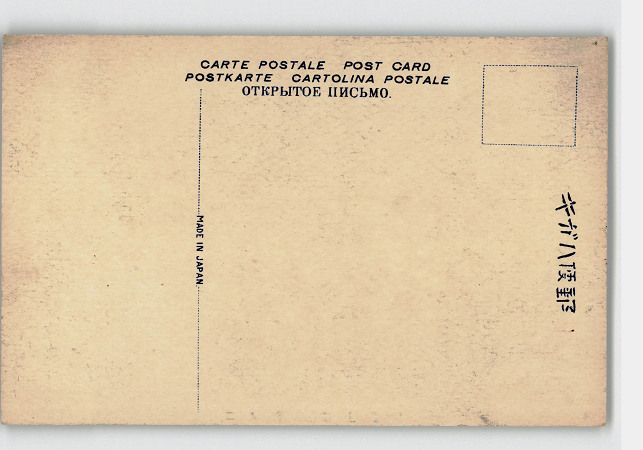 CARTE POSTALE POST CARD
POSTKARTE CARTOLINA POSTALE
ОТКРЫТОЕ ПИСЬМО.
MADE IN JAPAN.
郵便ハガキ